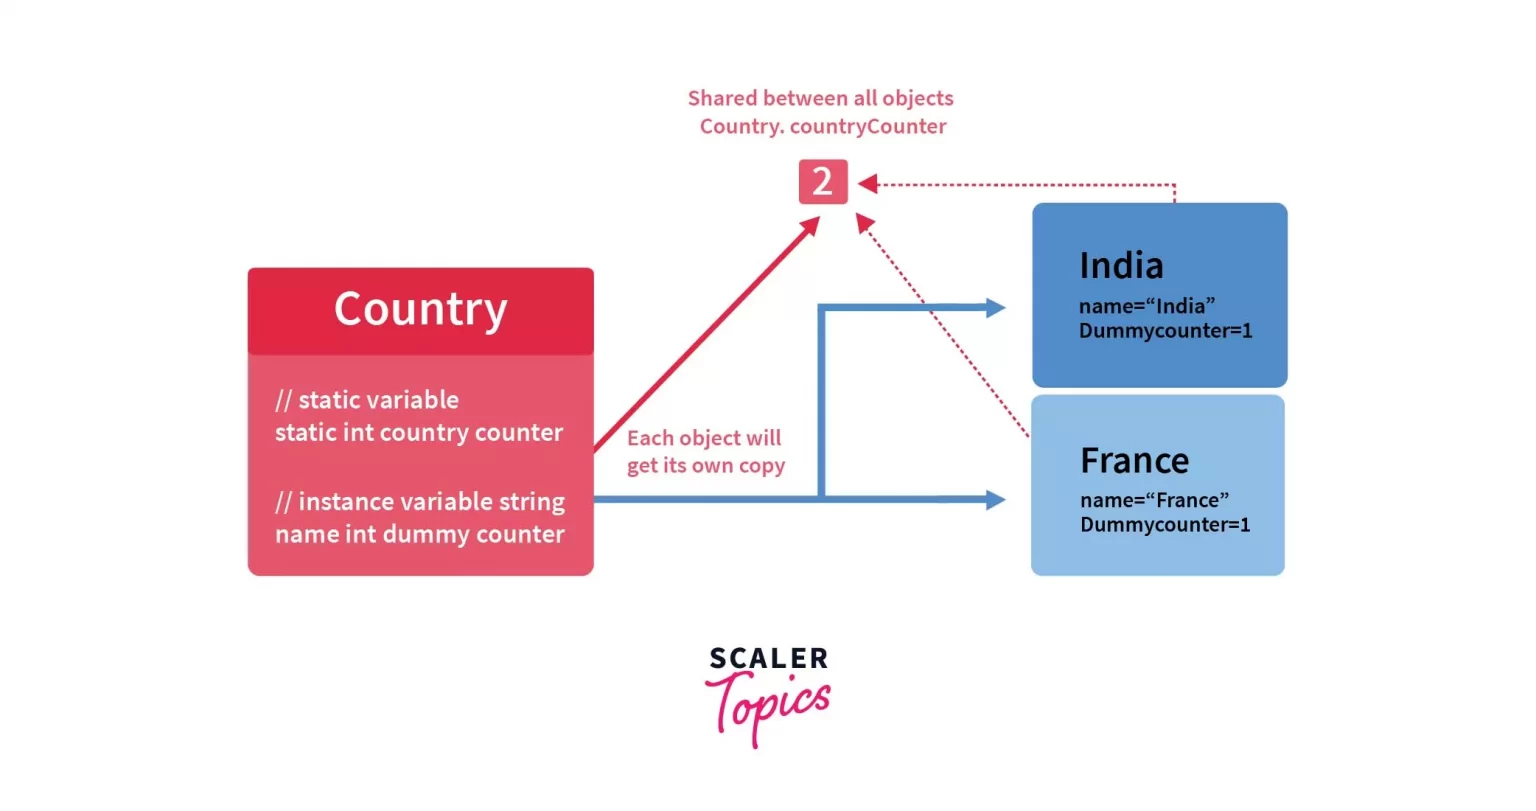 Shared between all objects
Country. countryCounter
2
Country
// static variable
static int country counter
// instance variable string
name int dummy counter
Each object will
get its own copy
India
name=“India”
Dummycounter=1
France
name=“France”
Dummycounter=1
SCALER
Topics